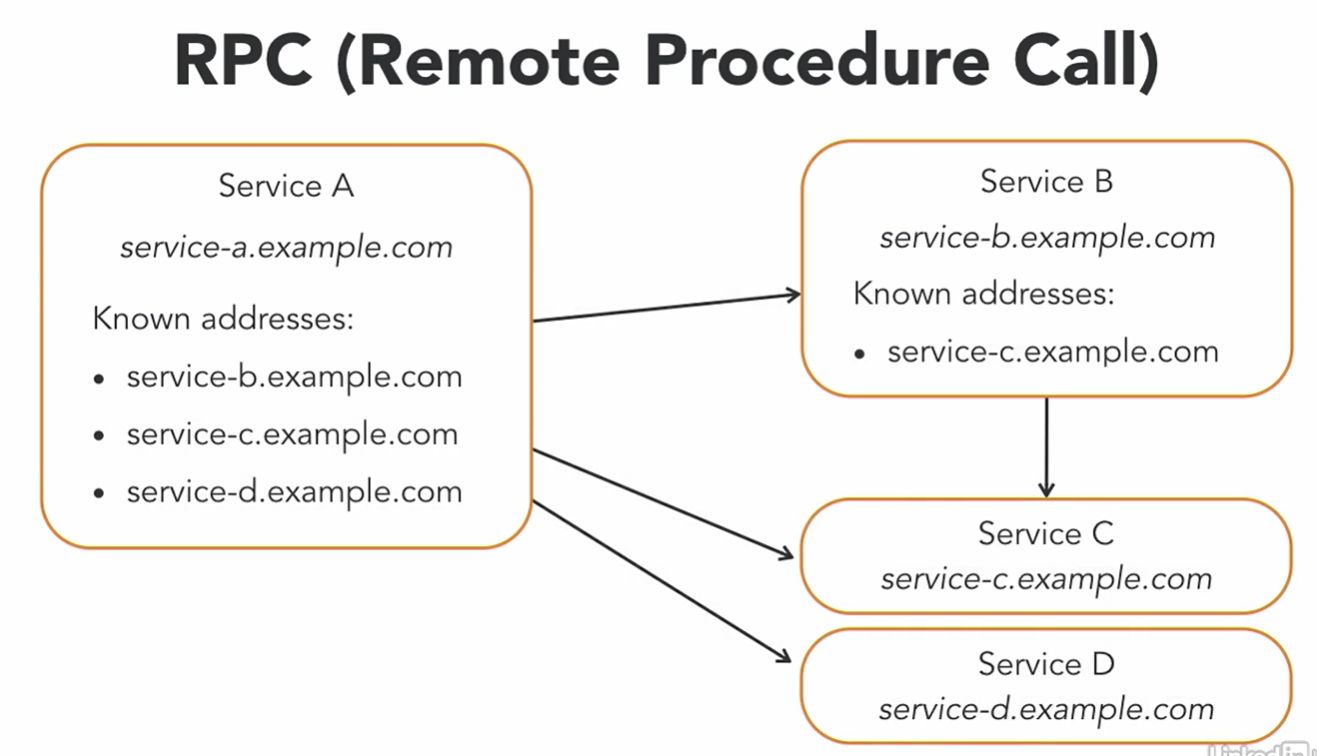 RPC (Remote Procedure Call)
Service A
service-a.example.com
Known addresses:
• service-b.example.com
• service-c.example.com
• service-d.example.com
Service B
service-b.example.com
Known addresses:
• service-c.example.com
Service C
service-c.example.com
Service D
service-d.example.com
LinkedIn